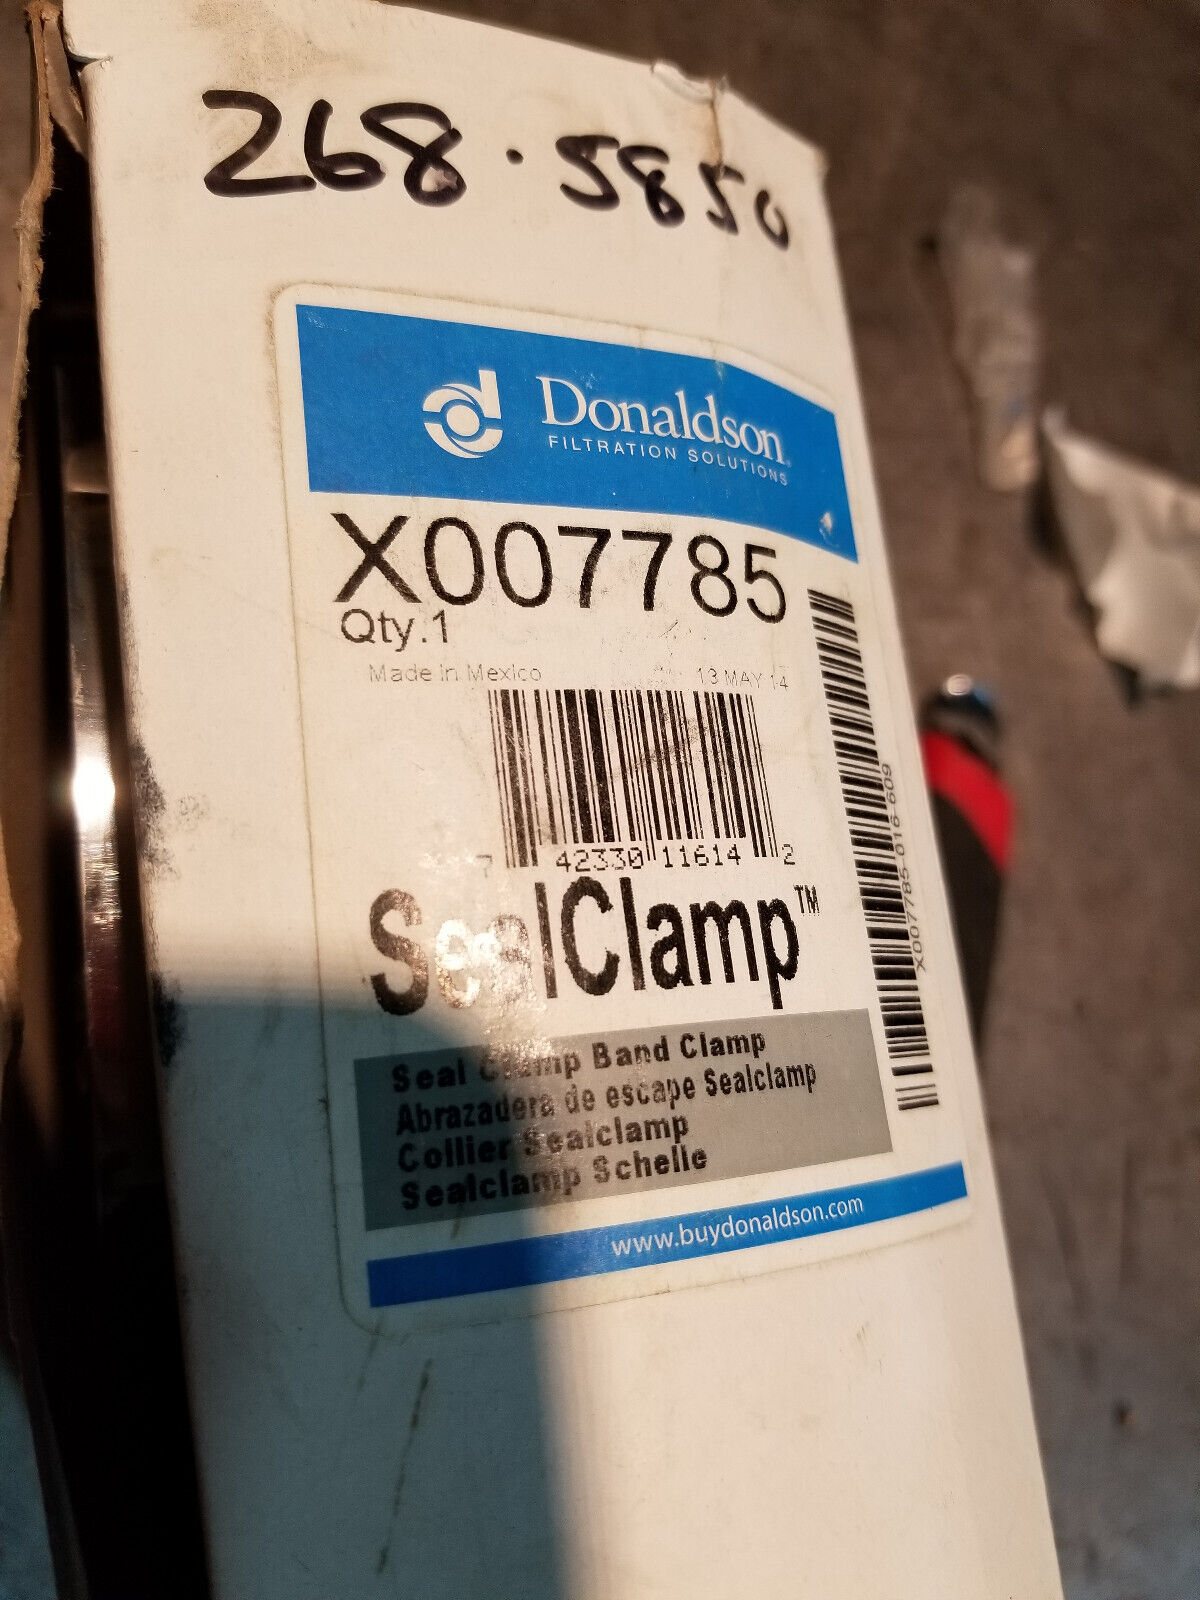 268.5850
Donaldson®
FILTRATION SOLUTIONS
X007785
Qty.1
Made in Mexico 13 MAY 14
7 42330 11614 2
X007785-016-609
SealClamp™
Seal Clamp Band Clamp
Abrazadera de escape Sealclamp
Collier Sealclamp
Sealclamp Schelle
www.buydonaldson.com